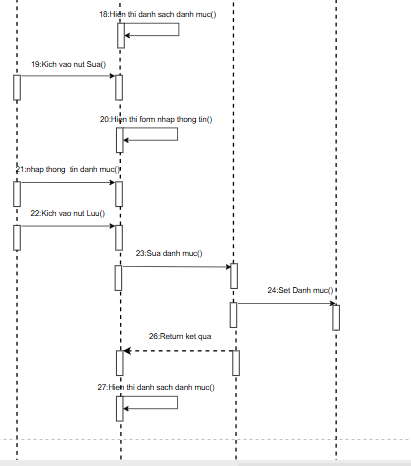 18:Hien thi danh sach danh muc()
19:Kich vao nut Sua()
20:Hien thi form nhap thong tin()
21:nhap thong  tin danh muc()
22:Kich vao nut Luu()
23:Sua danh muc()
24:Set Danh muc()
26:Return ket qua
27:Hien thi danh sach danh muc()